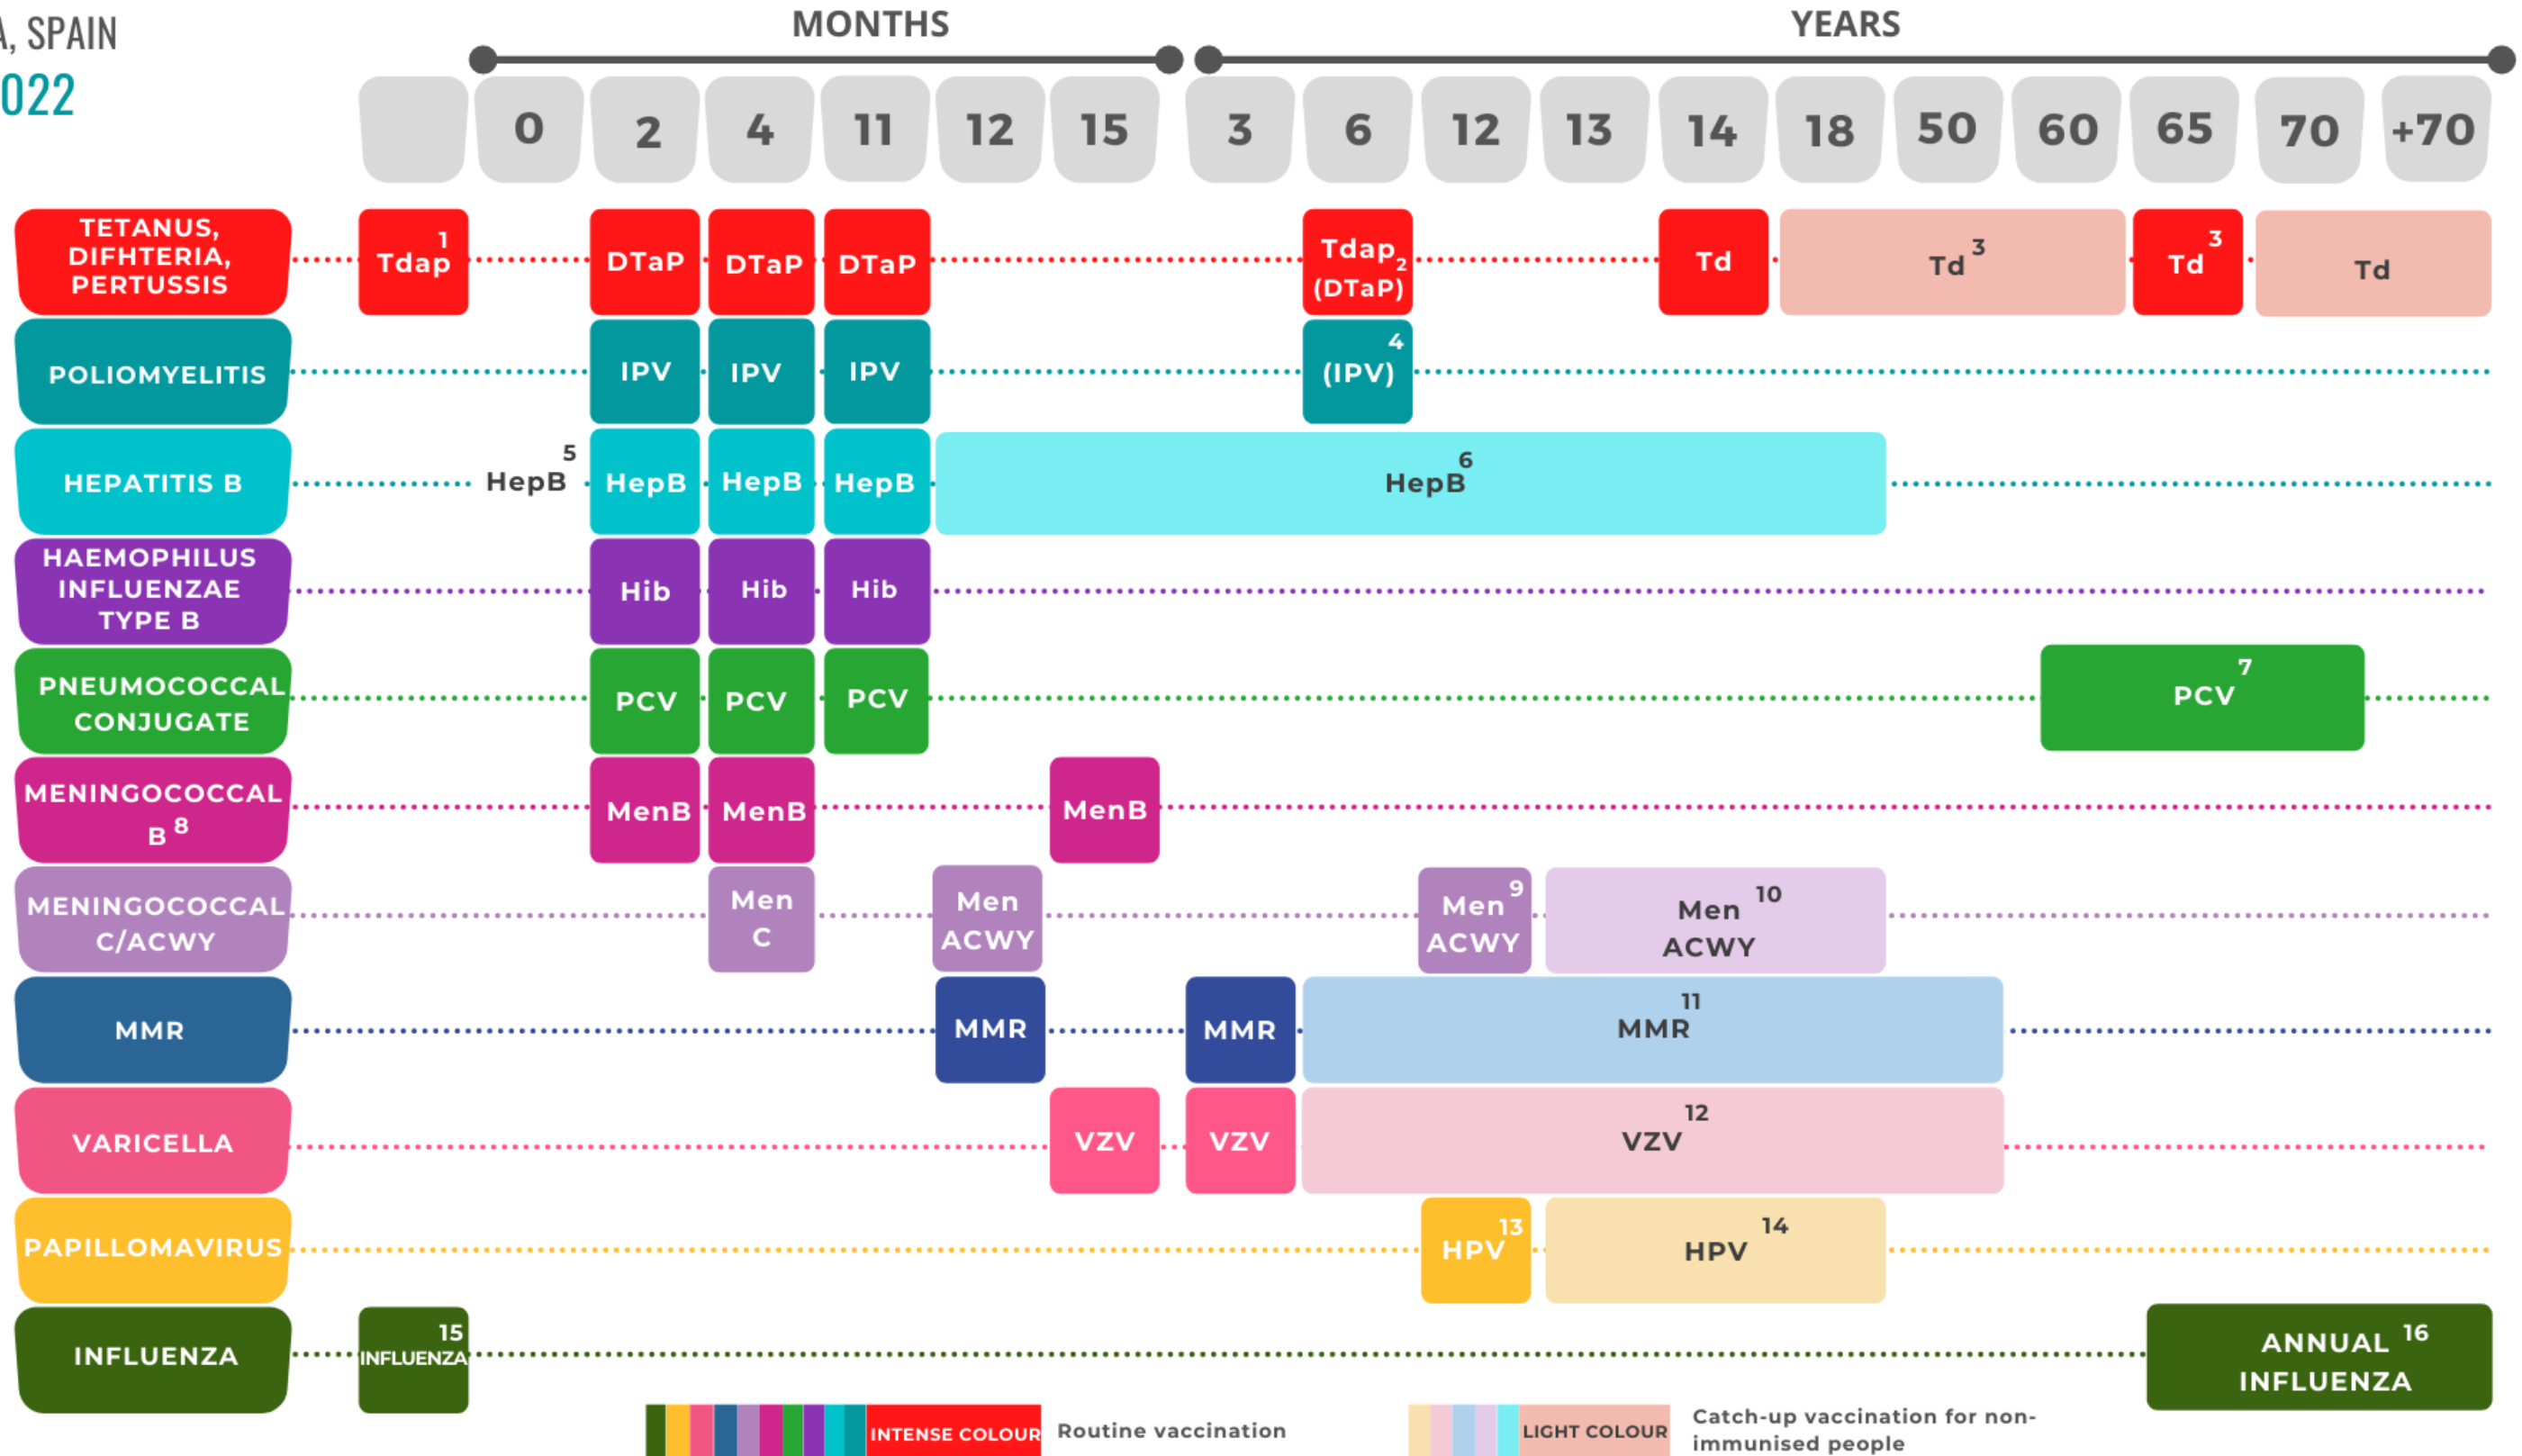 A, SPAIN
022
MONTHS
YEARS
0 2 4 11 12 15 3 6 12 13 14 18 50 60 65 70 +70
TETANUS,
DIFHTERIA,
PERTUSSIS
Tdap 1
DTaP
DTaP
DTaP
Tdap 2
(DTaP)
Td
Td 3
Td 3
Td
POLIOMYELITIS
IPV
IPV
IPV
(IPV) 4
HEPATITIS B
HepB 5
HepB
HepB
HepB
HepB 6
HAEMOPHILUS
INFLUENZAE
TYPE B
Hib
Hib
Hib
PNEUMOCOCCAL
CONJUGATE
PCV
PCV
PCV
PCV 7
MENINGOCOCCAL
B 8
MenB
MenB
MenB
MENINGOCOCCAL
C/ACWY
Men
C
Men
ACWY
Men 9
ACWY
Men 10
ACWY
MMR
MMR
MMR
MMR 11
VARICELLA
VZV
VZV
VZV 12
PAPILLOMAVIRUS
HPV 13
HPV 14
INFLUENZA
INFLUENZA 15
ANNUAL 16
INFLUENZA
INTENSE COLOUR
Routine vaccination
LIGHT COLOUR
Catch-up vaccination for non-
immunised people